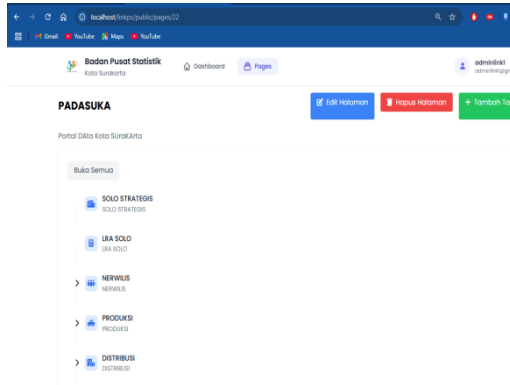 localhost/linkps/public/pages/22
Gmail
YouTube
Maps
YouTube
Badan Pusat Statistik
Kota Surakarta
Dashboard
Pages
adminlink1
PADASUKA
Edit Halaman
Hapus Halaman
+ Tambah Ta
Portal DAta Kota SUraKArta
Buka Semua
SOLO STRATEGIS
SOLO STRATEGIS
LRA SOLO
LRA SOLO
NERWILIS
NERWILIS
PRODUKSI
PRODUKSI
DISTRIBUSI
DISTRIBUSI